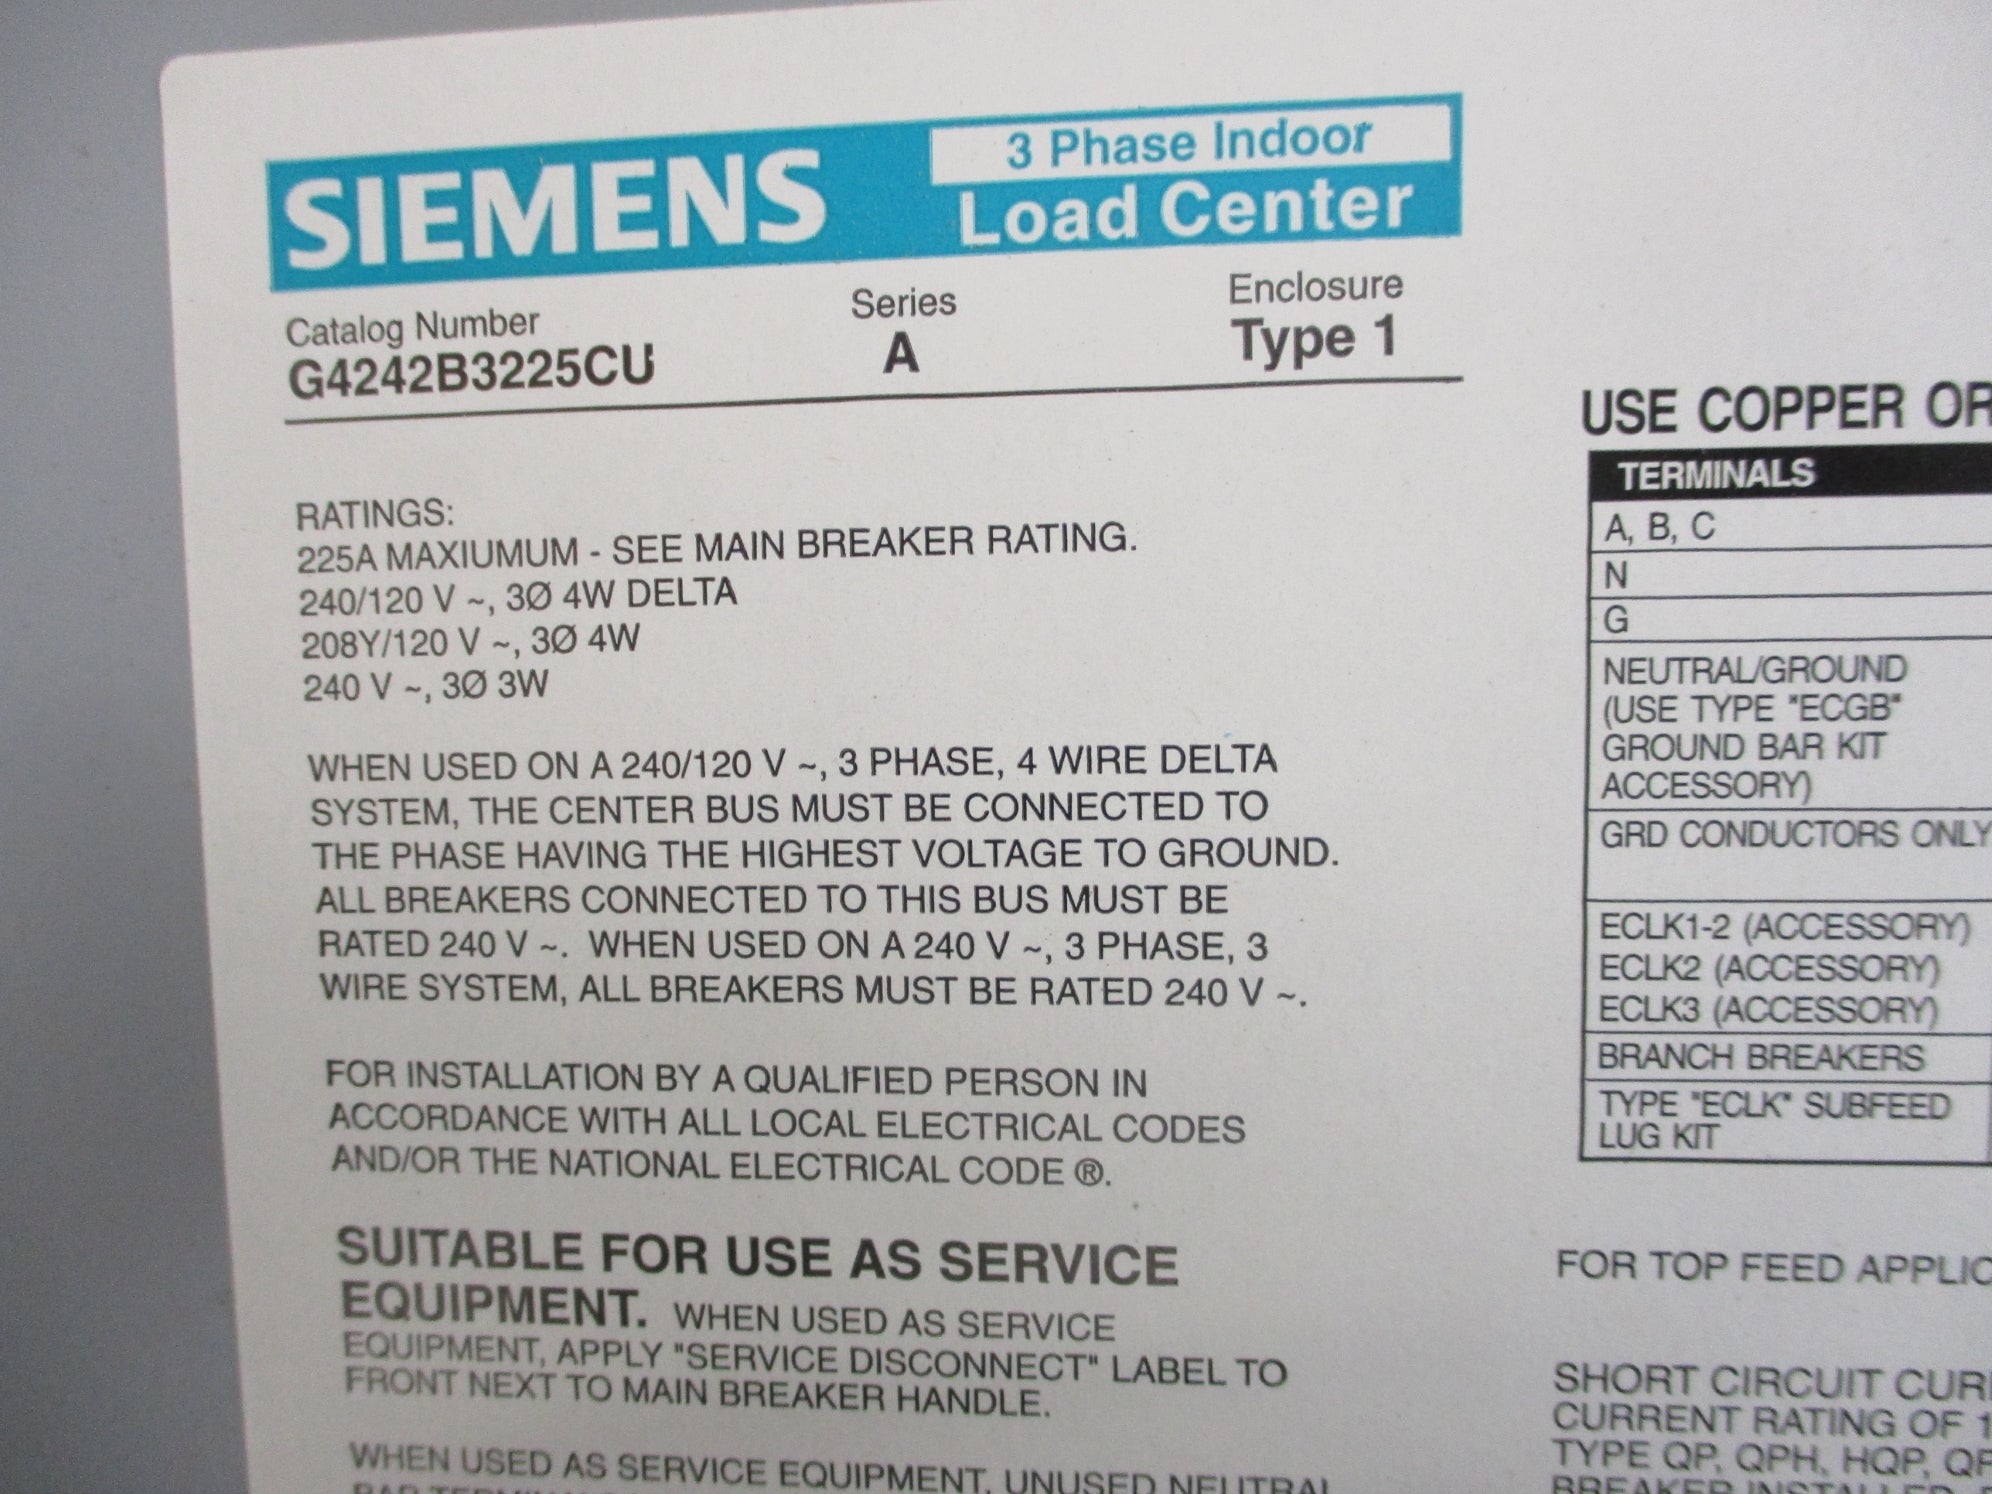 SIEMENS
3 Phase Indoor
Load Center
Catalog Number
G4242B3225CU
Series
A
Enclosure
Type 1
RATINGS:
225A MAXIUMUM - SEE MAIN BREAKER RATING.
240/120 V ~, 3Ø 4W DELTA
208Y/120 V ~, 3Ø 4W
240 V ~, 3Ø 3W
WHEN USED ON A 240/120 V ~, 3 PHASE, 4 WIRE DELTA
SYSTEM, THE CENTER BUS MUST BE CONNECTED TO
THE PHASE HAVING THE HIGHEST VOLTAGE TO GROUND.
ALL BREAKERS CONNECTED TO THIS BUS MUST BE
RATED 240 V ~. WHEN USED ON A 240 V ~, 3 PHASE, 3
WIRE SYSTEM, ALL BREAKERS MUST BE RATED 240 V ~.
FOR INSTALLATION BY A QUALIFIED PERSON IN
ACCORDANCE WITH ALL LOCAL ELECTRICAL CODES
AND/OR THE NATIONAL ELECTRICAL CODE ®.
SUITABLE FOR USE AS SERVICE
EQUIPMENT. WHEN USED AS SERVICE
EQUIPMENT, APPLY "SERVICE DISCONNECT" LABEL TO
FRONT NEXT TO MAIN BREAKER HANDLE.
WHEN USED AS SERVICE EQUIPMENT, UNUSED NEUTRAL
USE COPPER OR
TERMINALS
A, B, C
N
G
NEUTRAL/GROUND
(USE TYPE "ECGB"
GROUND BAR KIT
ACCESSORY)
GRD CONDUCTORS ONLY
ECLK1-2 (ACCESSORY)
ECLK2 (ACCESSORY)
ECLK3 (ACCESSORY)
BRANCH BREAKERS
TYPE "ECLK" SUBFEED
LUG KIT
FOR TOP FEED
SHORT CIRCUIT
CURRENT RATING OF
TYPE QP, QPH, HQP,
BREAKER INSTALLED.